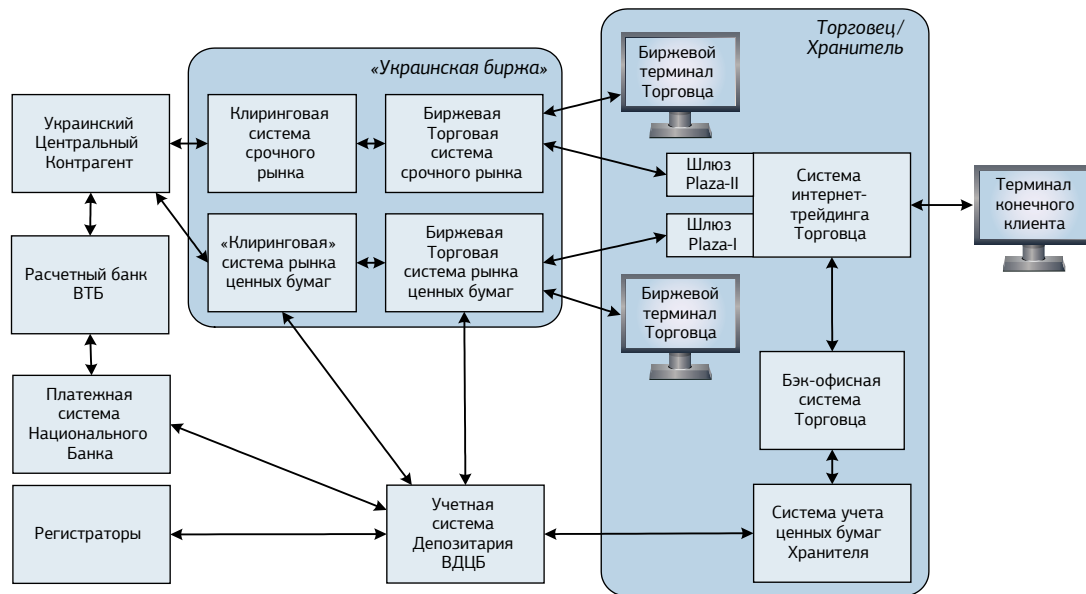 «Украинская биржа»
Торговец/
Хранитель
Украинский
Центральный
Контрагент
Клиринговая
система
срочного
рынка
Биржевая
Торговая
система
срочного рынка
Биржевой
терминал
Торговца
Шлюз
Plaza-II
Шлюз
Plaza-I
Система
интернет-
трейдинга
Торговца
Терминал
конечного
клиента
Расчетный банк
ВТБ
«Клиринговая»
система рынка
ценных бумаг
Биржевая
Торговая
система рынка
ценных бумаг
Биржевой
терминал
Торговца
Платежная
система
Национального
Банка
Бэк-офисная
система
Торговца
Регистраторы
Учетная
система
Депозитария
ВДЦБ
Система учета
ценных бумаг
Хранителя